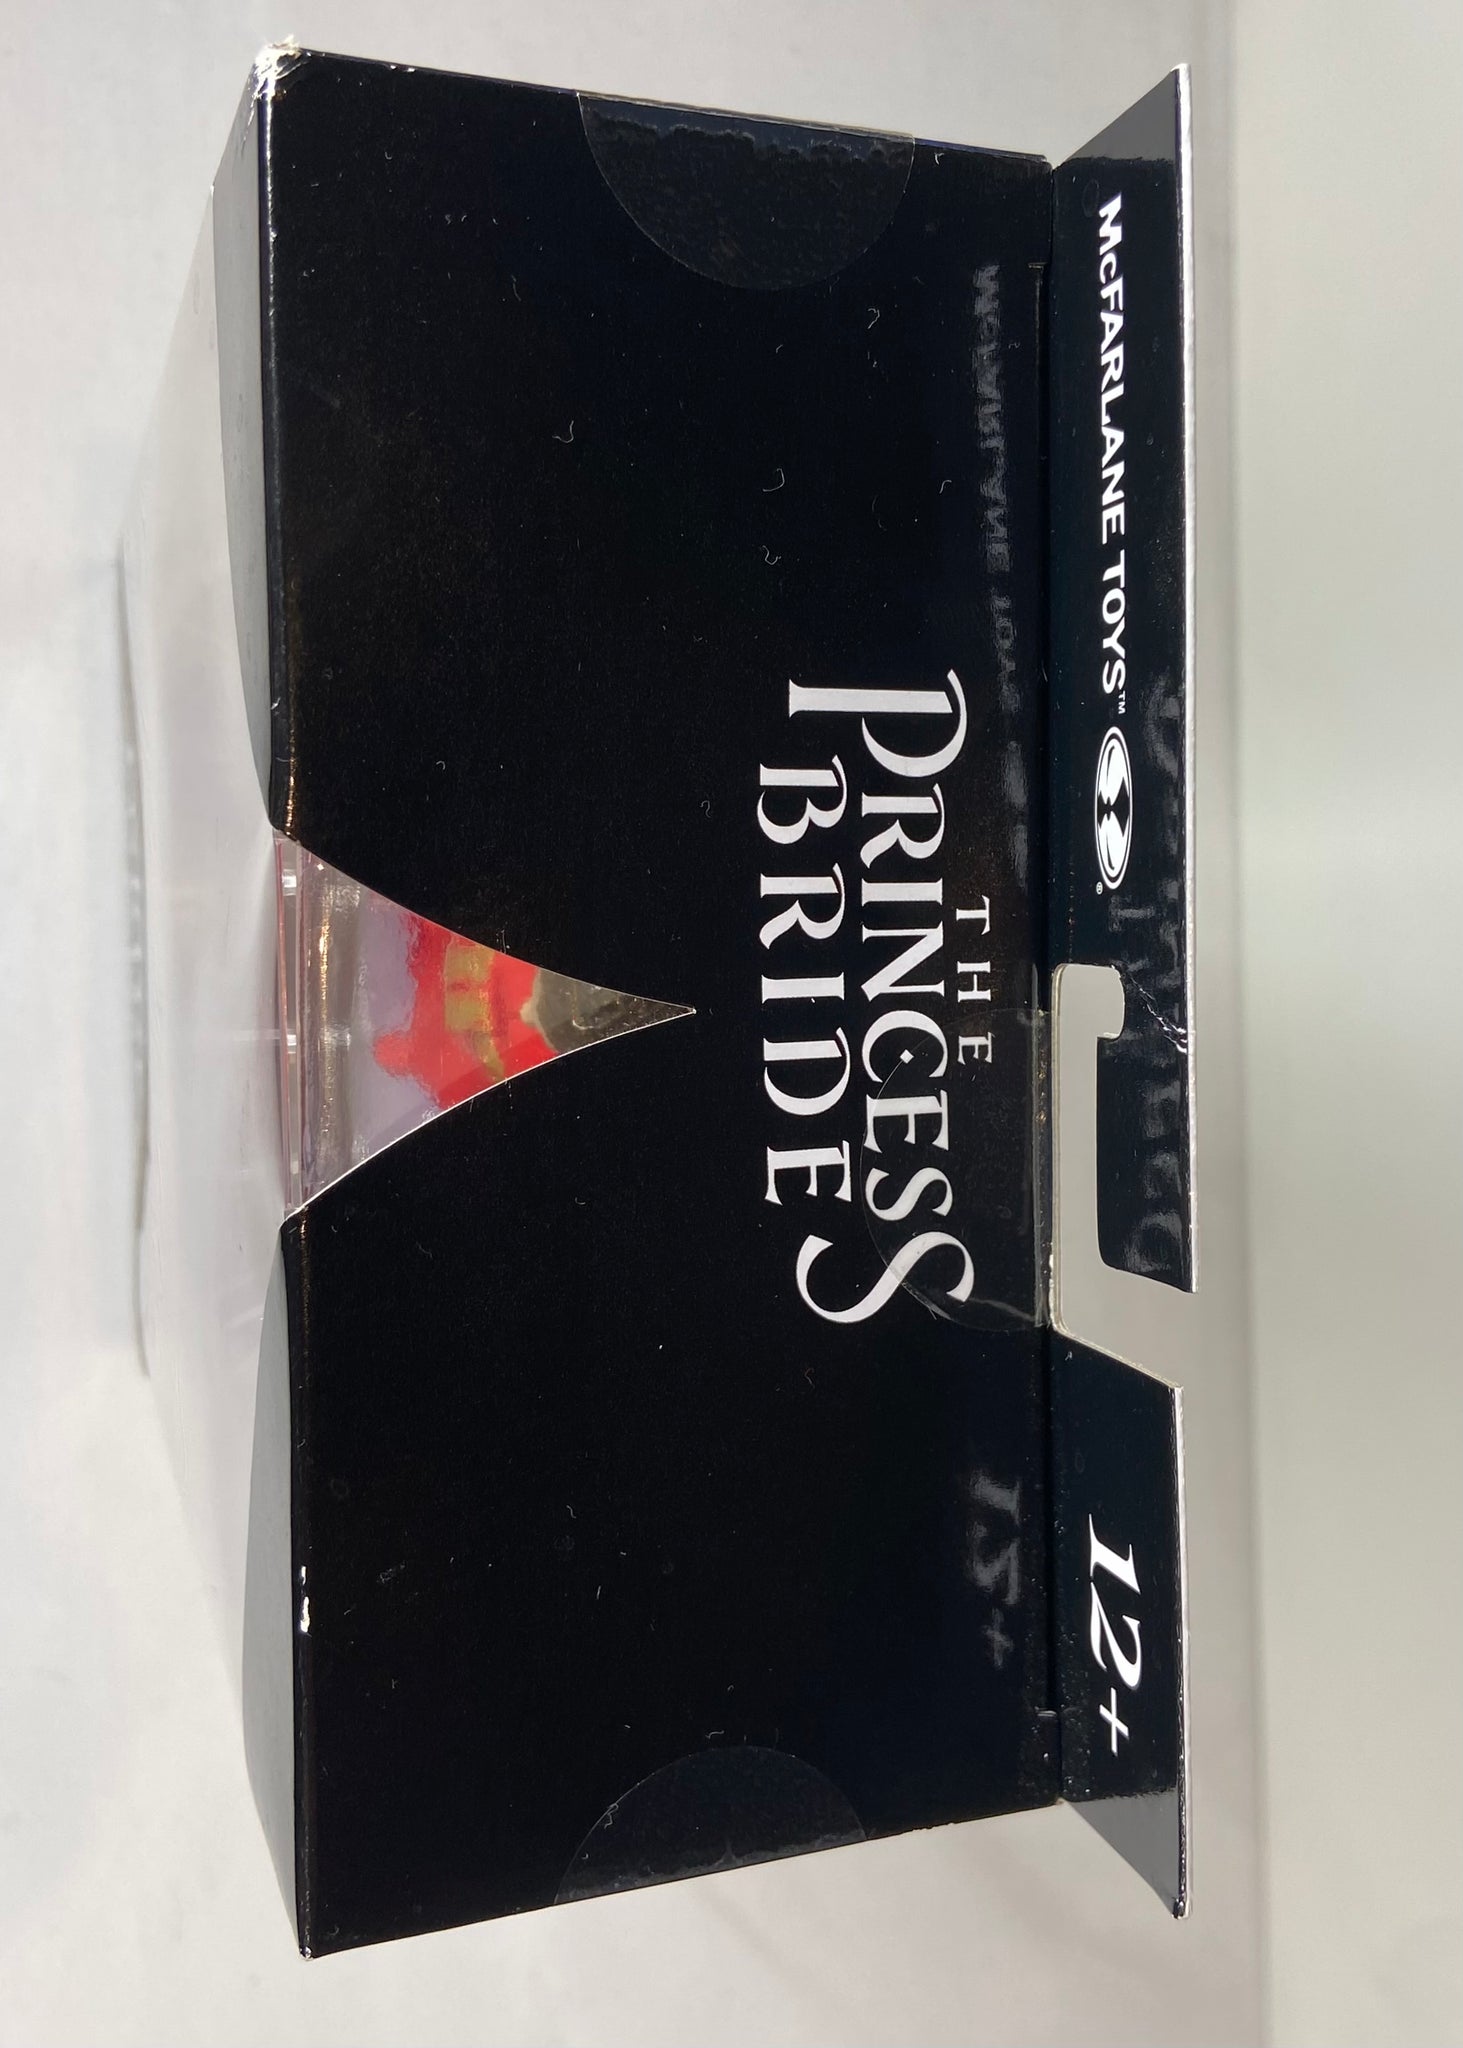 McFARLANE TOYS™ ®
12+
THE
PRINCESS
BRIDE